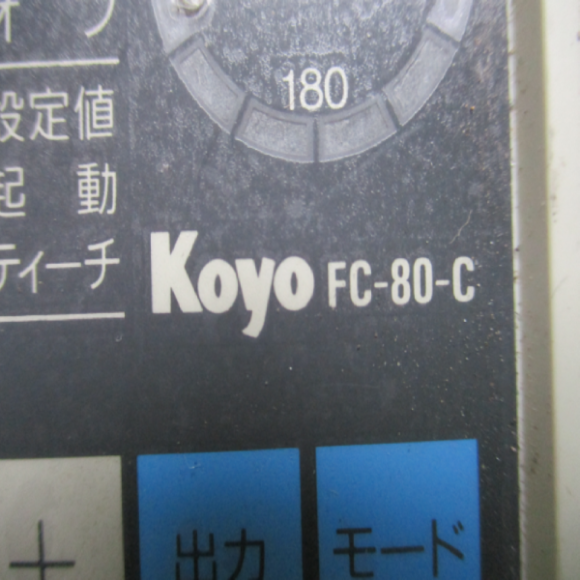 オフ
180
設定値
起動
ティーチ
Koyo FC-80-C
+
出力
モード